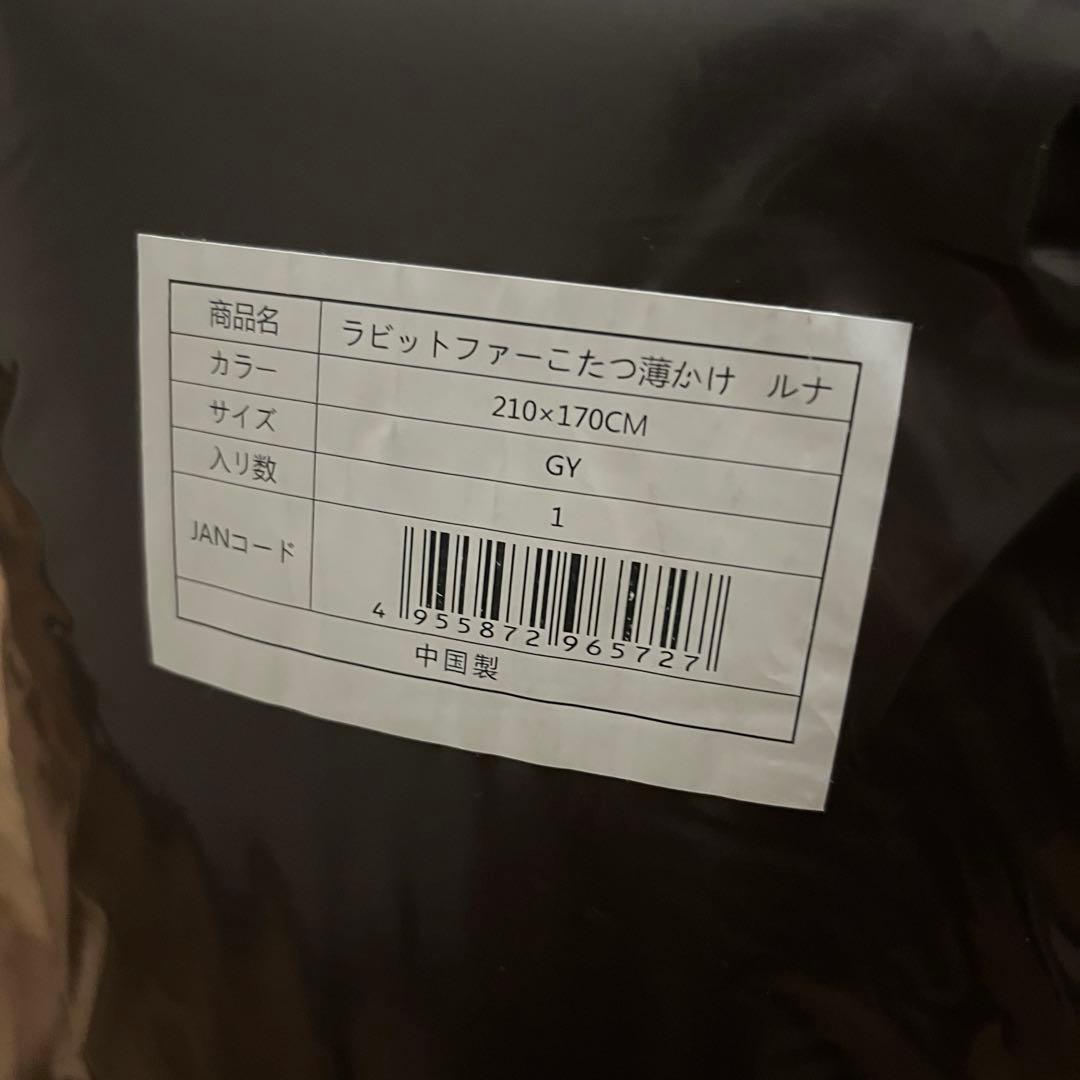 商品名 ラビットファーこたつ薄かけ ルナ
カラー 210×170CM
サイズ GY
入リ数 1
JANコード
4 955872 965727
中国製